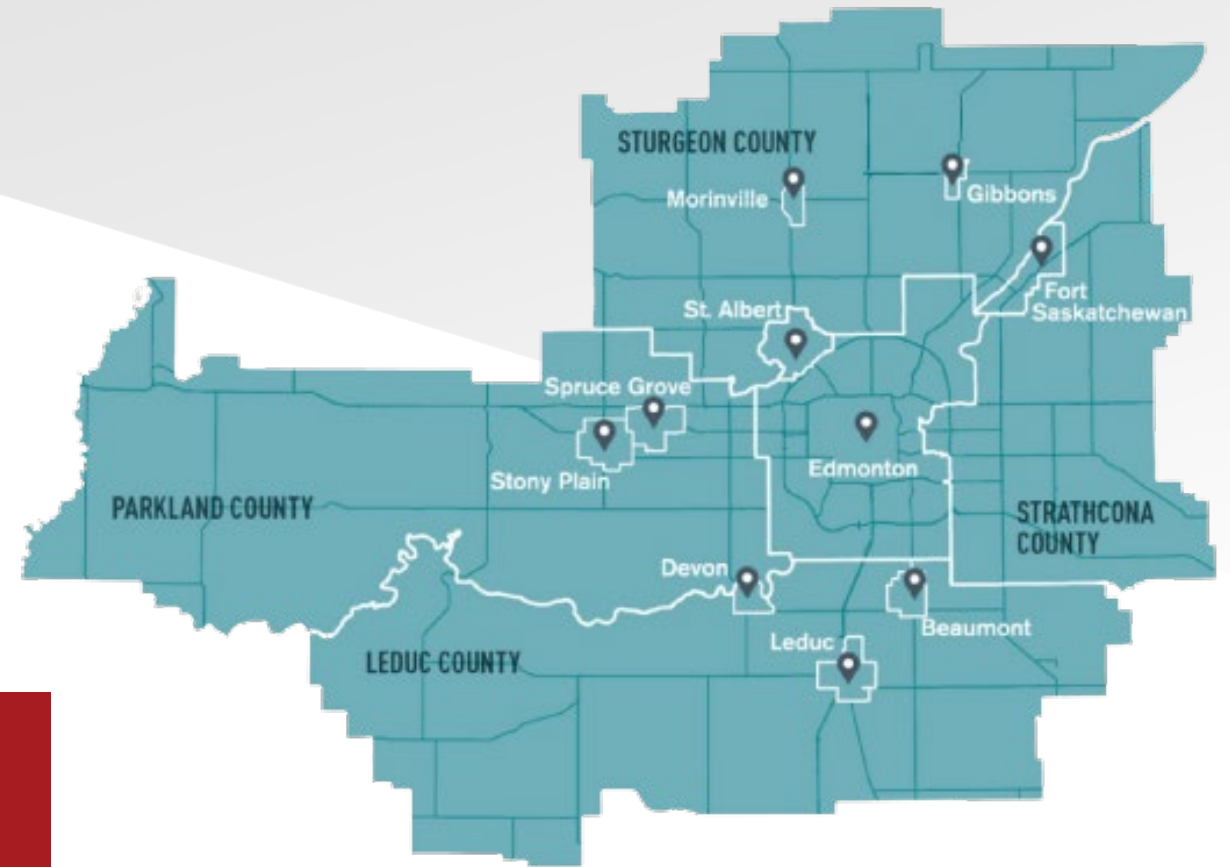 STURGEON COUNTY
Morinville
Gibbons
Fort
Saskatchewan
St. Albert
Spruce Grove
Stony Plain
Edmonton
PARKLAND COUNTY
STRATHCONA
COUNTY
Devon
Beaumont
Leduc
LEDUC COUNTY